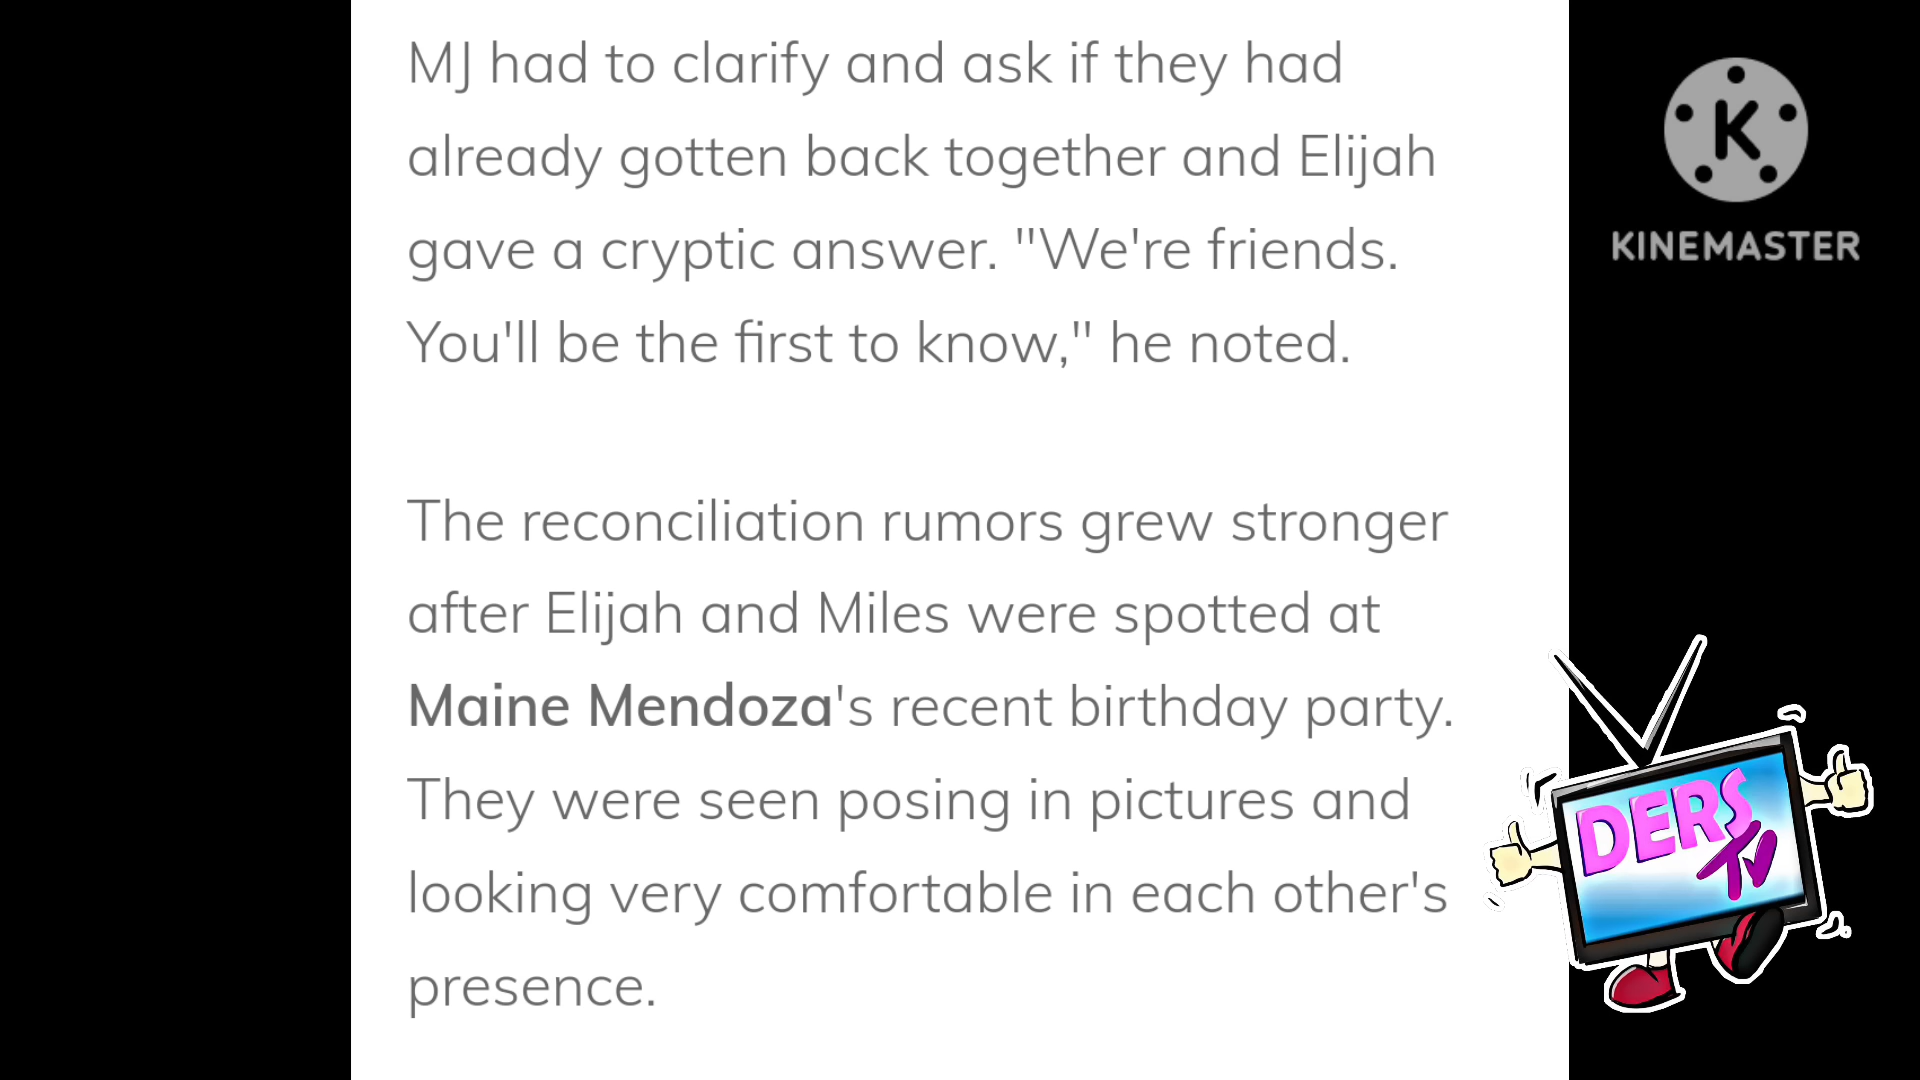 MJ had to clarify and ask if they had
already gotten back together and Elijah
gave a cryptic answer. "We're friends.
You'll be the first to know," he noted.
The reconciliation rumors grew stronger
after Elijah and Miles were spotted at
Maine Mendoza's recent birthday party.
They were seen posing in pictures and
looking very comfortable in each other's
presence.
K
KINEMASTER
DERS
TV